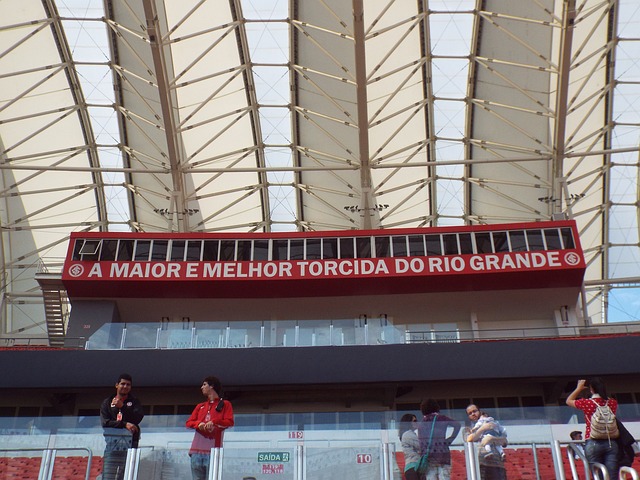 A MAIOR E MELHOR TORCIDA DO RIO GRANDE
119
SAÍDA
10